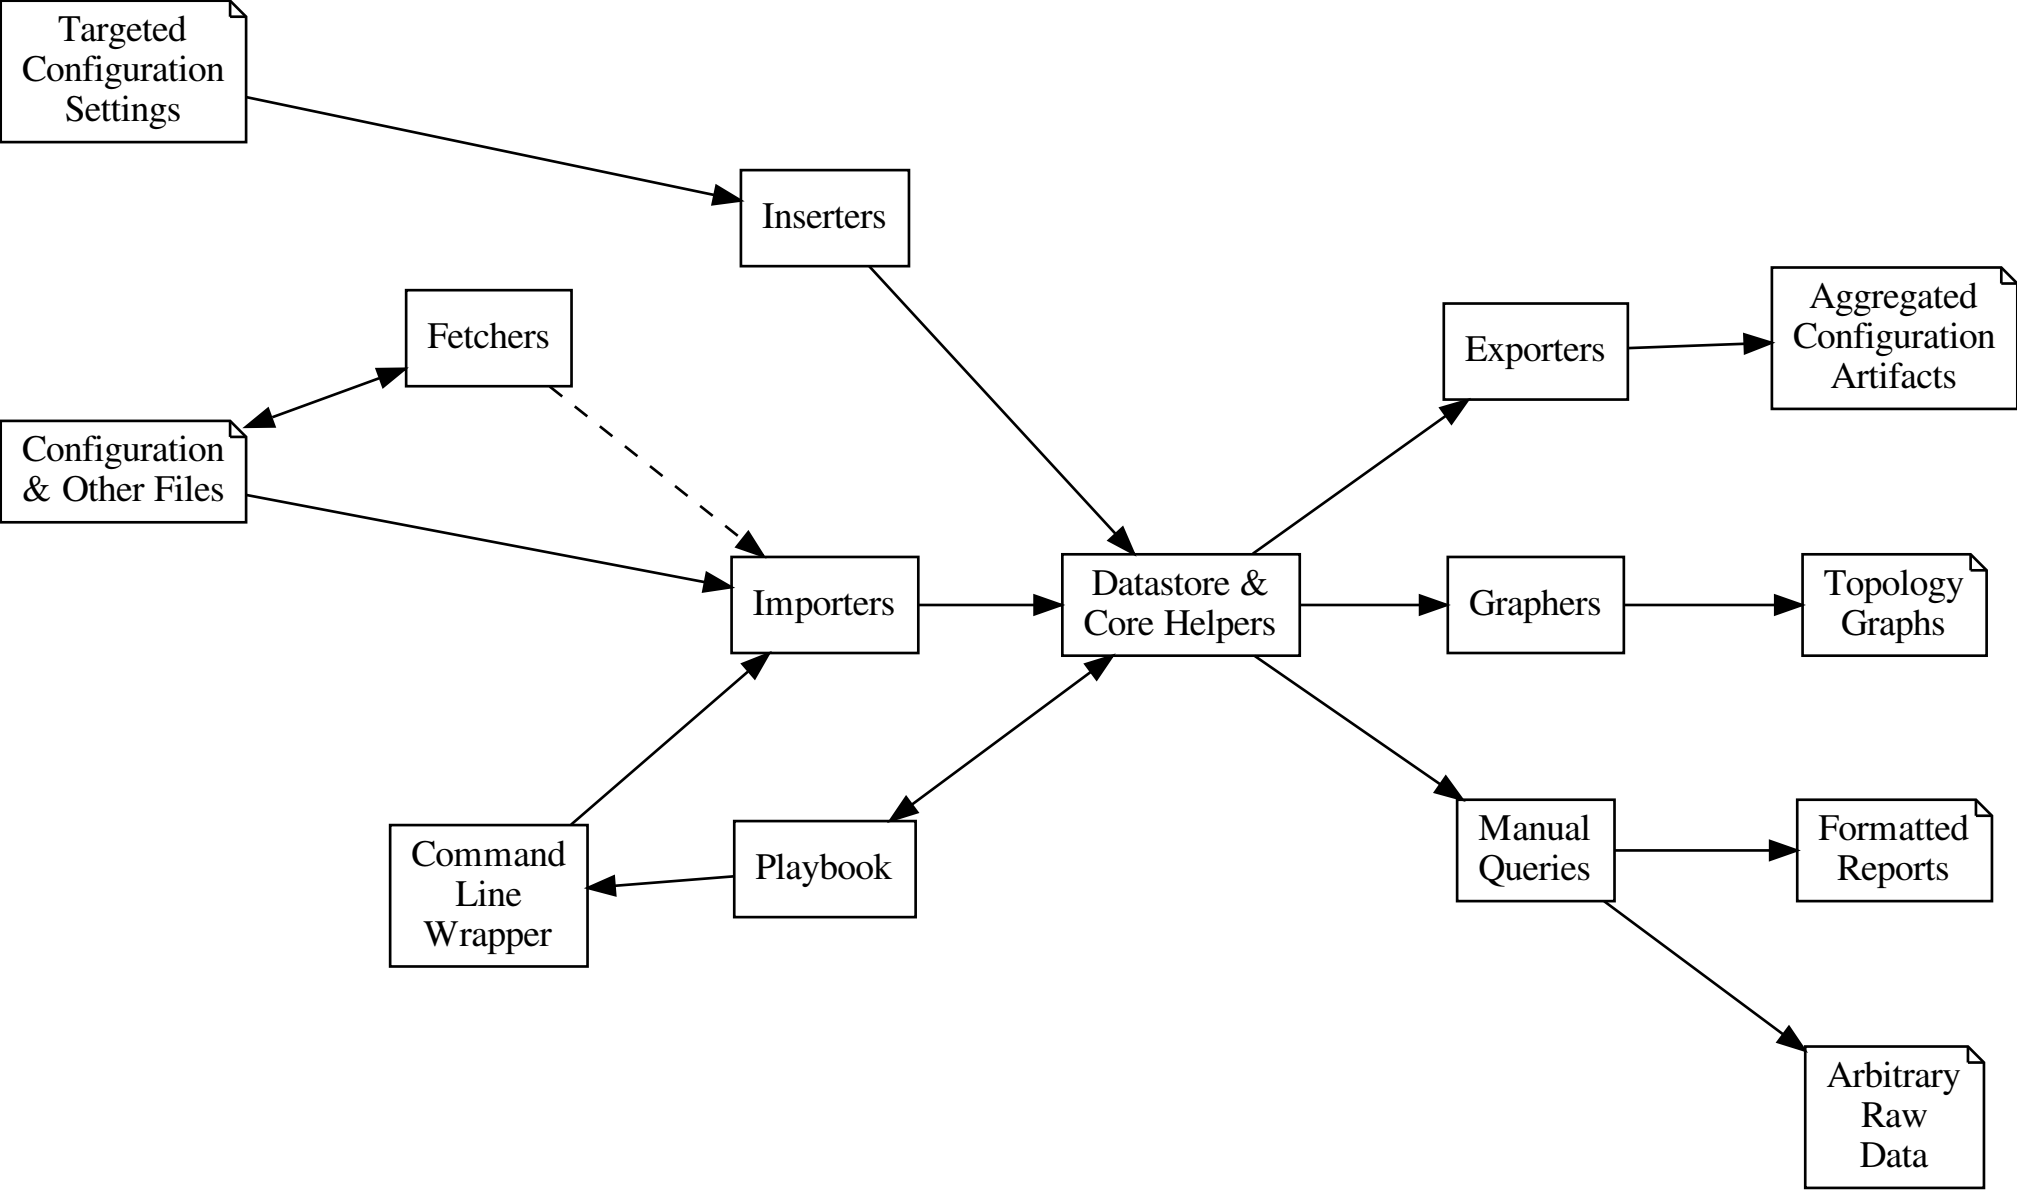 Targeted
Configuration
Settings
Inserters
Fetchers
Configuration
& Other Files
Importers
Command
Line
Wrapper
Playbook
Datastore &
Core Helpers
Exporters
Aggregated
Configuration
Artifacts
Graphers
Topology
Graphs
Manual
Queries
Formatted
Reports
Arbitrary
Raw
Data